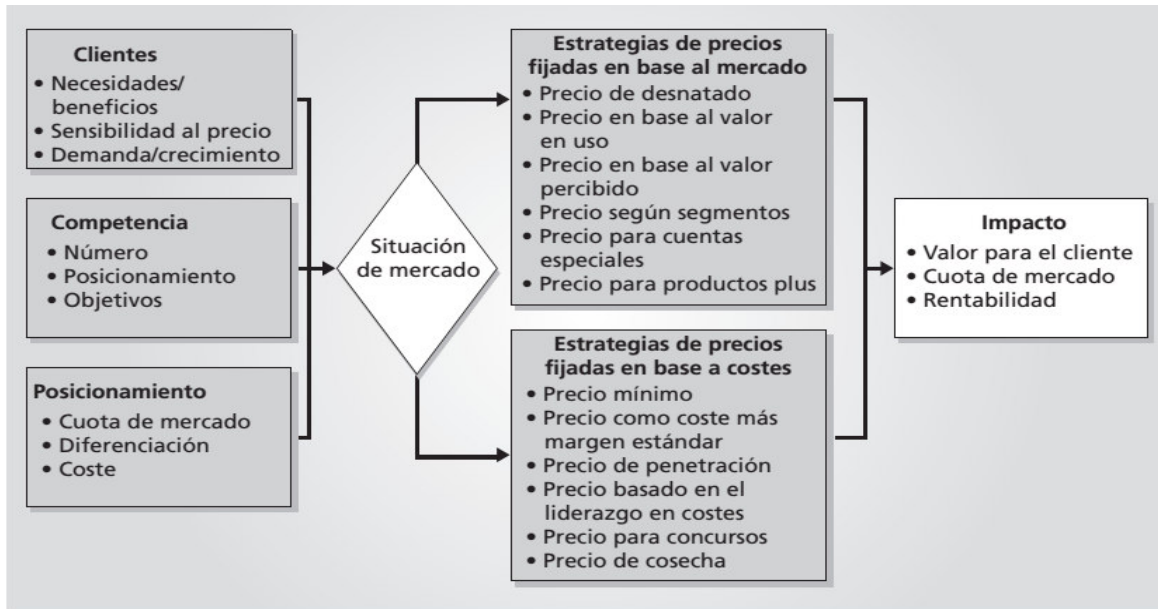 Clientes
• Necesidades/
beneficios
• Sensibilidad al precio
• Demanda/crecimiento
Competencia
• Número
• Posicionamiento
• Objetivos
Posicionamiento
• Cuota de mercado
• Diferenciación
• Coste
Situación
de mercado
Estrategias de precios
fijadas en base al mercado
• Precio de desnatado
• Precio en base al valor
en uso
• Precio en base al valor
percibido
• Precio según segmentos
• Precio para cuentas
especiales
• Precio para productos plus
Estrategias de precios
fijadas en base a costes
• Precio mínimo
• Precio como coste más
margen estándar
• Precio de penetración
• Precio basado en el
liderazgo en costes
• Precio para concursos
• Precio de cosecha
Impacto
• Valor para el cliente
• Cuota de mercado
• Rentabilidad